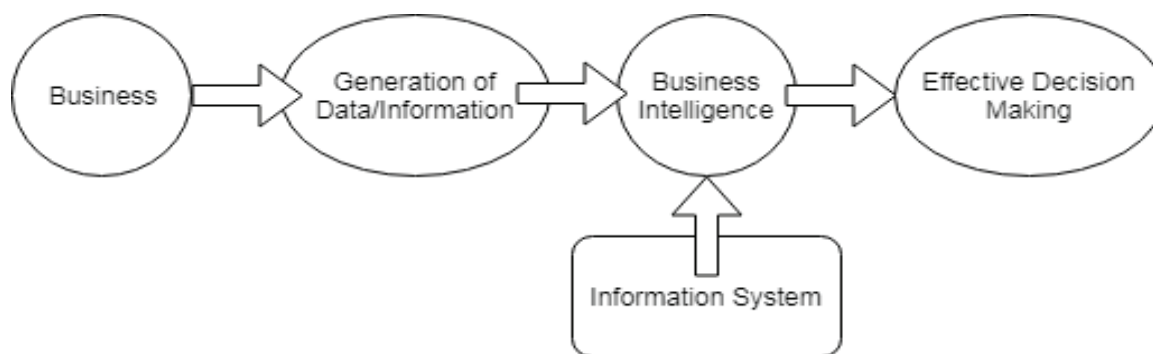 Business
Generation of
Data/Information
Business
Intelligence
Effective Decision
Making
Information System